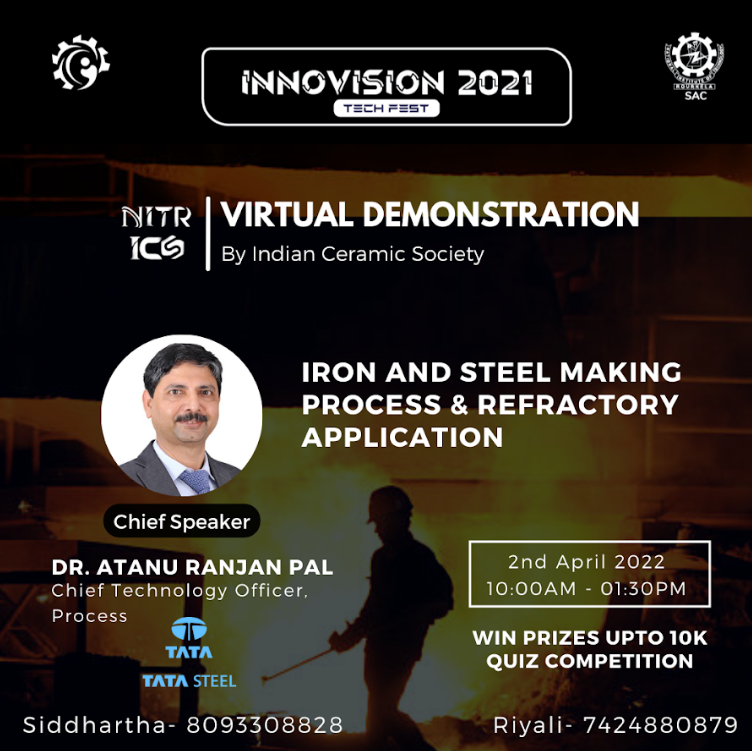 INNOVISION 2021
TECH FEST
ROURKELA
SAC
NITR
ICS
VIRTUAL DEMONSTRATION
By Indian Ceramic Society
IRON AND STEEL MAKING
PROCESS & REFRACTORY
APPLICATION
Chief Speaker
DR. ATANU RANJAN PAL
Chief Technology Officer,
Process
TATA
TATA STEEL
2nd April 2022
10:00AM - 01:30PM
WIN PRIZES UPTO 10K
QUIZ COMPETITION
Siddhartha- 8093308828
Riyali- 7424880879